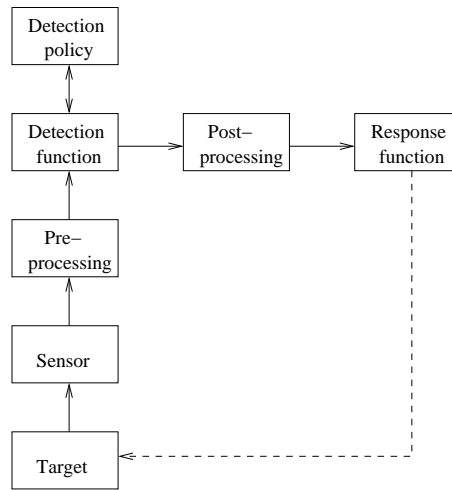 Detection
policy
Detection
function
Post−
processing
Response
function
Pre−
processing
Sensor
Target